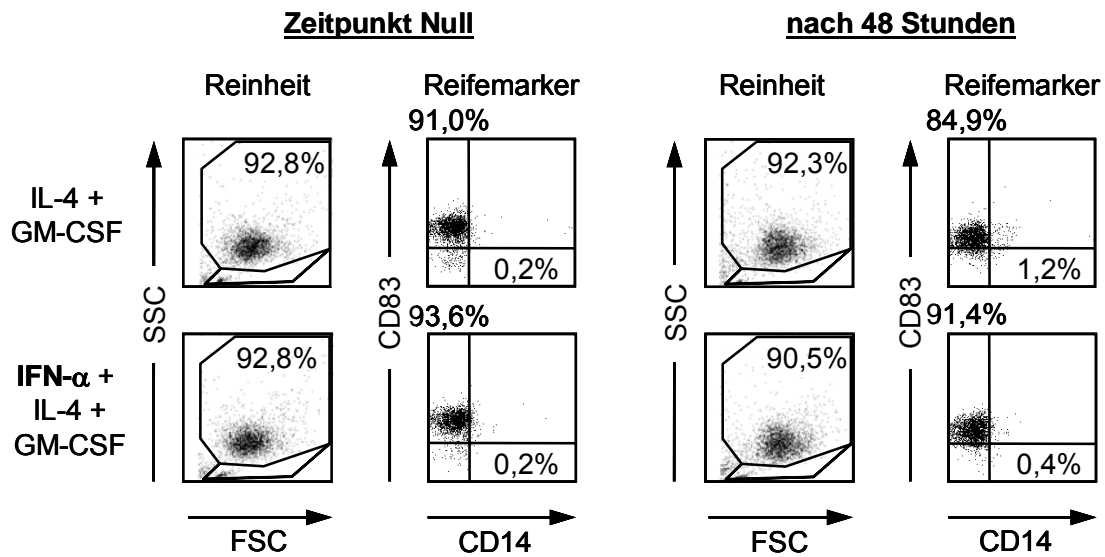 Zeitpunkt Null
nach 48 Stunden
Reinheit
Reifemarker
Reinheit
Reifemarker
91,0%
84,9%
IL-4 +
GM-CSF
92,8%
0,2%
92,3%
1,2%
SSC
CD83
SSC
CD83
93,6%
91,4%
IFN-α +
IL-4 +
GM-CSF
92,8%
0,2%
90,5%
0,4%
FSC
CD14
FSC
CD14